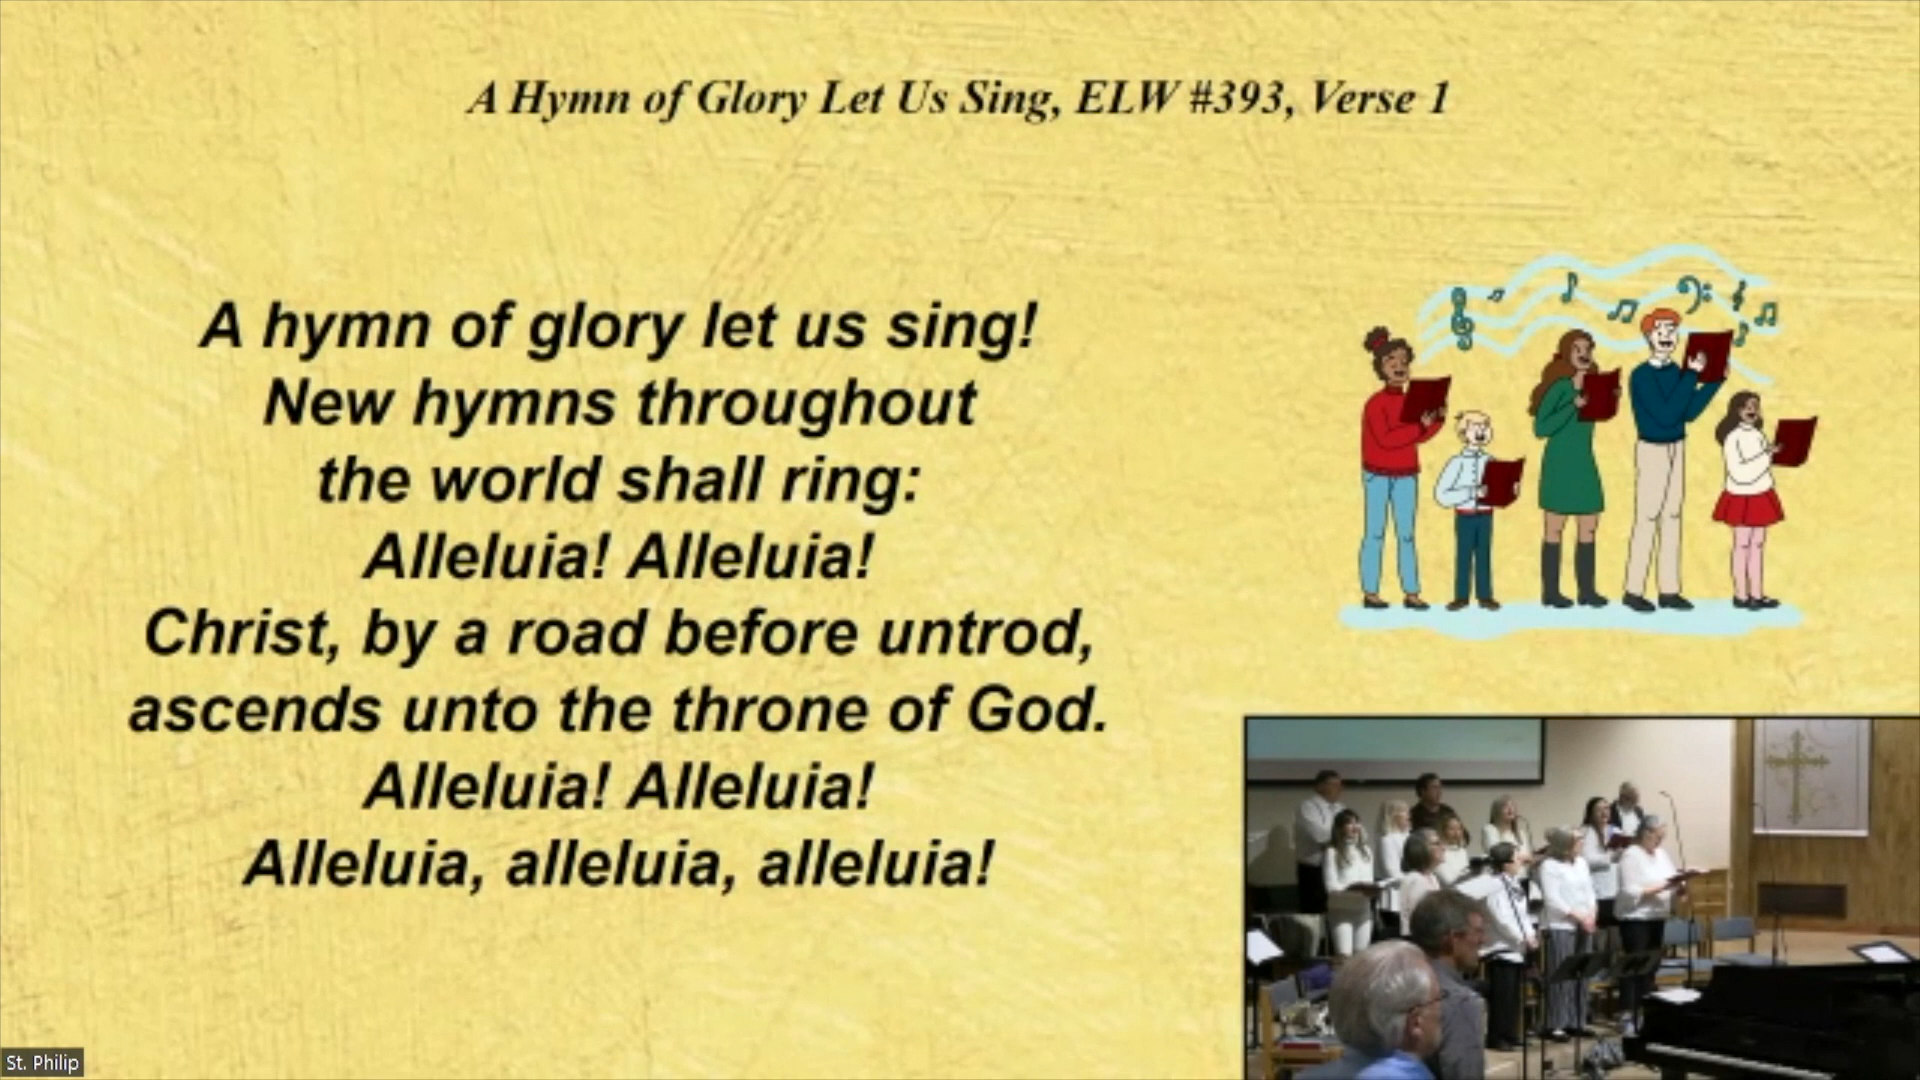 A Hymn of Glory Let Us Sing, ELW #393, Verse 1
A hymn of glory let us sing!
New hymns throughout
the world shall ring:
Alleluia! Alleluia!
Christ, by a road before untrod,
ascends unto the throne of God.
Alleluia! Alleluia!
Alleluia, alleluia, alleluia!
St. Philip